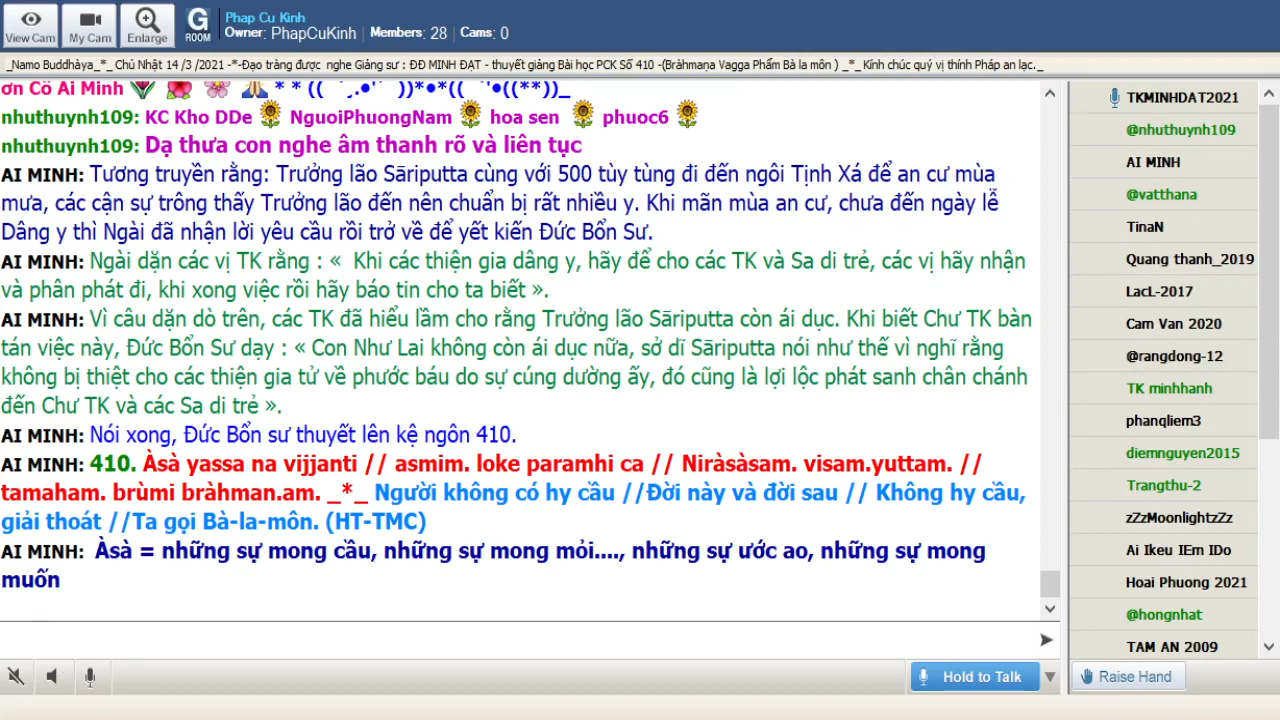 View Cam
My Cam
Enlarge
G
ROOM
Phap Cu Kinh
Owner: PhapCuKinh
Members: 28
Cams: 0
_Namo Buddhàya_*_ Chủ Nhật 14 /3 /2021 -*-Đạo tràng được nghe Giảng sư : ĐĐ MINH ĐẠT - thuyết giảng Bài học PCK Số 410 -(Bràhmaṇa Vagga Phẩm Bà la môn ) _*_Kính chúc quý vị thính Pháp an lạc._
ơn Cô Ai Minh
nhuthuynh109: KC Kho DDe NguoiPhuongNam hoa sen phuoc6
nhuthuynh109: Dạ thưa con nghe âm thanh rõ và liên tục
AI MINH: Tương truyền rằng: Trưởng lão Sāriputta cùng với 500 tùy tùng đi đến ngôi Tịnh Xá để an cư mùa
mưa, các cận sự trông thấy Trưởng lão đến nên chuẩn bị rất nhiều y. Khi mãn mùa an cư, chưa đến ngày lễ
Dâng y thì Ngài đã nhận lời yêu cầu rồi trở về để yết kiến Đức Bổn Sư.
AI MINH: Ngài dặn các vị TK rằng : « Khi các thiện gia dâng y, hãy để cho các TK và Sa di trẻ, các vị hãy nhận
và phân phát đi, khi xong việc rồi hãy báo tin cho ta biết ».
AI MINH: Vì câu dặn dò trên, các TK đã hiểu lầm cho rằng Trưởng lão Sāriputta còn ái dục. Khi biết Chư TK bàn
tán việc này, Đức Bổn Sư dạy : « Con Như Lai không còn ái dục nữa, sở dĩ Sāriputta nói như thế vì nghĩ rằng
không bị thiệt cho các thiện gia tử về phước báu do sự cúng dường ấy, đó cũng là lợi lộc phát sanh chân chánh
đến Chư TK và các Sa di trẻ ».
AI MINH: Nói xong, Đức Bổn sư thuyết lên kệ ngôn 410.
AI MINH: 410. Àsà yassa na vijjanti // asmim. loke paramhi ca // Niràsàsam. visam.yuttam. //
tamaham. brùmi bràhman.am. _*_ Người không có hy cầu //Đời này và đời sau // Không hy cầu,
giải thoát //Ta gọi Bà-la-môn. (HT-TMC)
AI MINH: Àsà = những sự mong cầu, những sự mong mỏi...., những sự ước ao, những sự mong
muốn
TKMINHDAT2021
@nhuthuynh109
AI MINH
@vatthana
TinaN
Quang thanh_2019
LacL-2017
Cam Van 2020
@rangdong-12
TK minhhanh
phanqliem3
diemnguyen2015
Trangthu-2
zZzMoonlightzZz
Ai Ikeu IEm IDo
Hoai Phuong 2021
@hongnhat
TAM AN 2009
Hold to Talk
Raise Hand